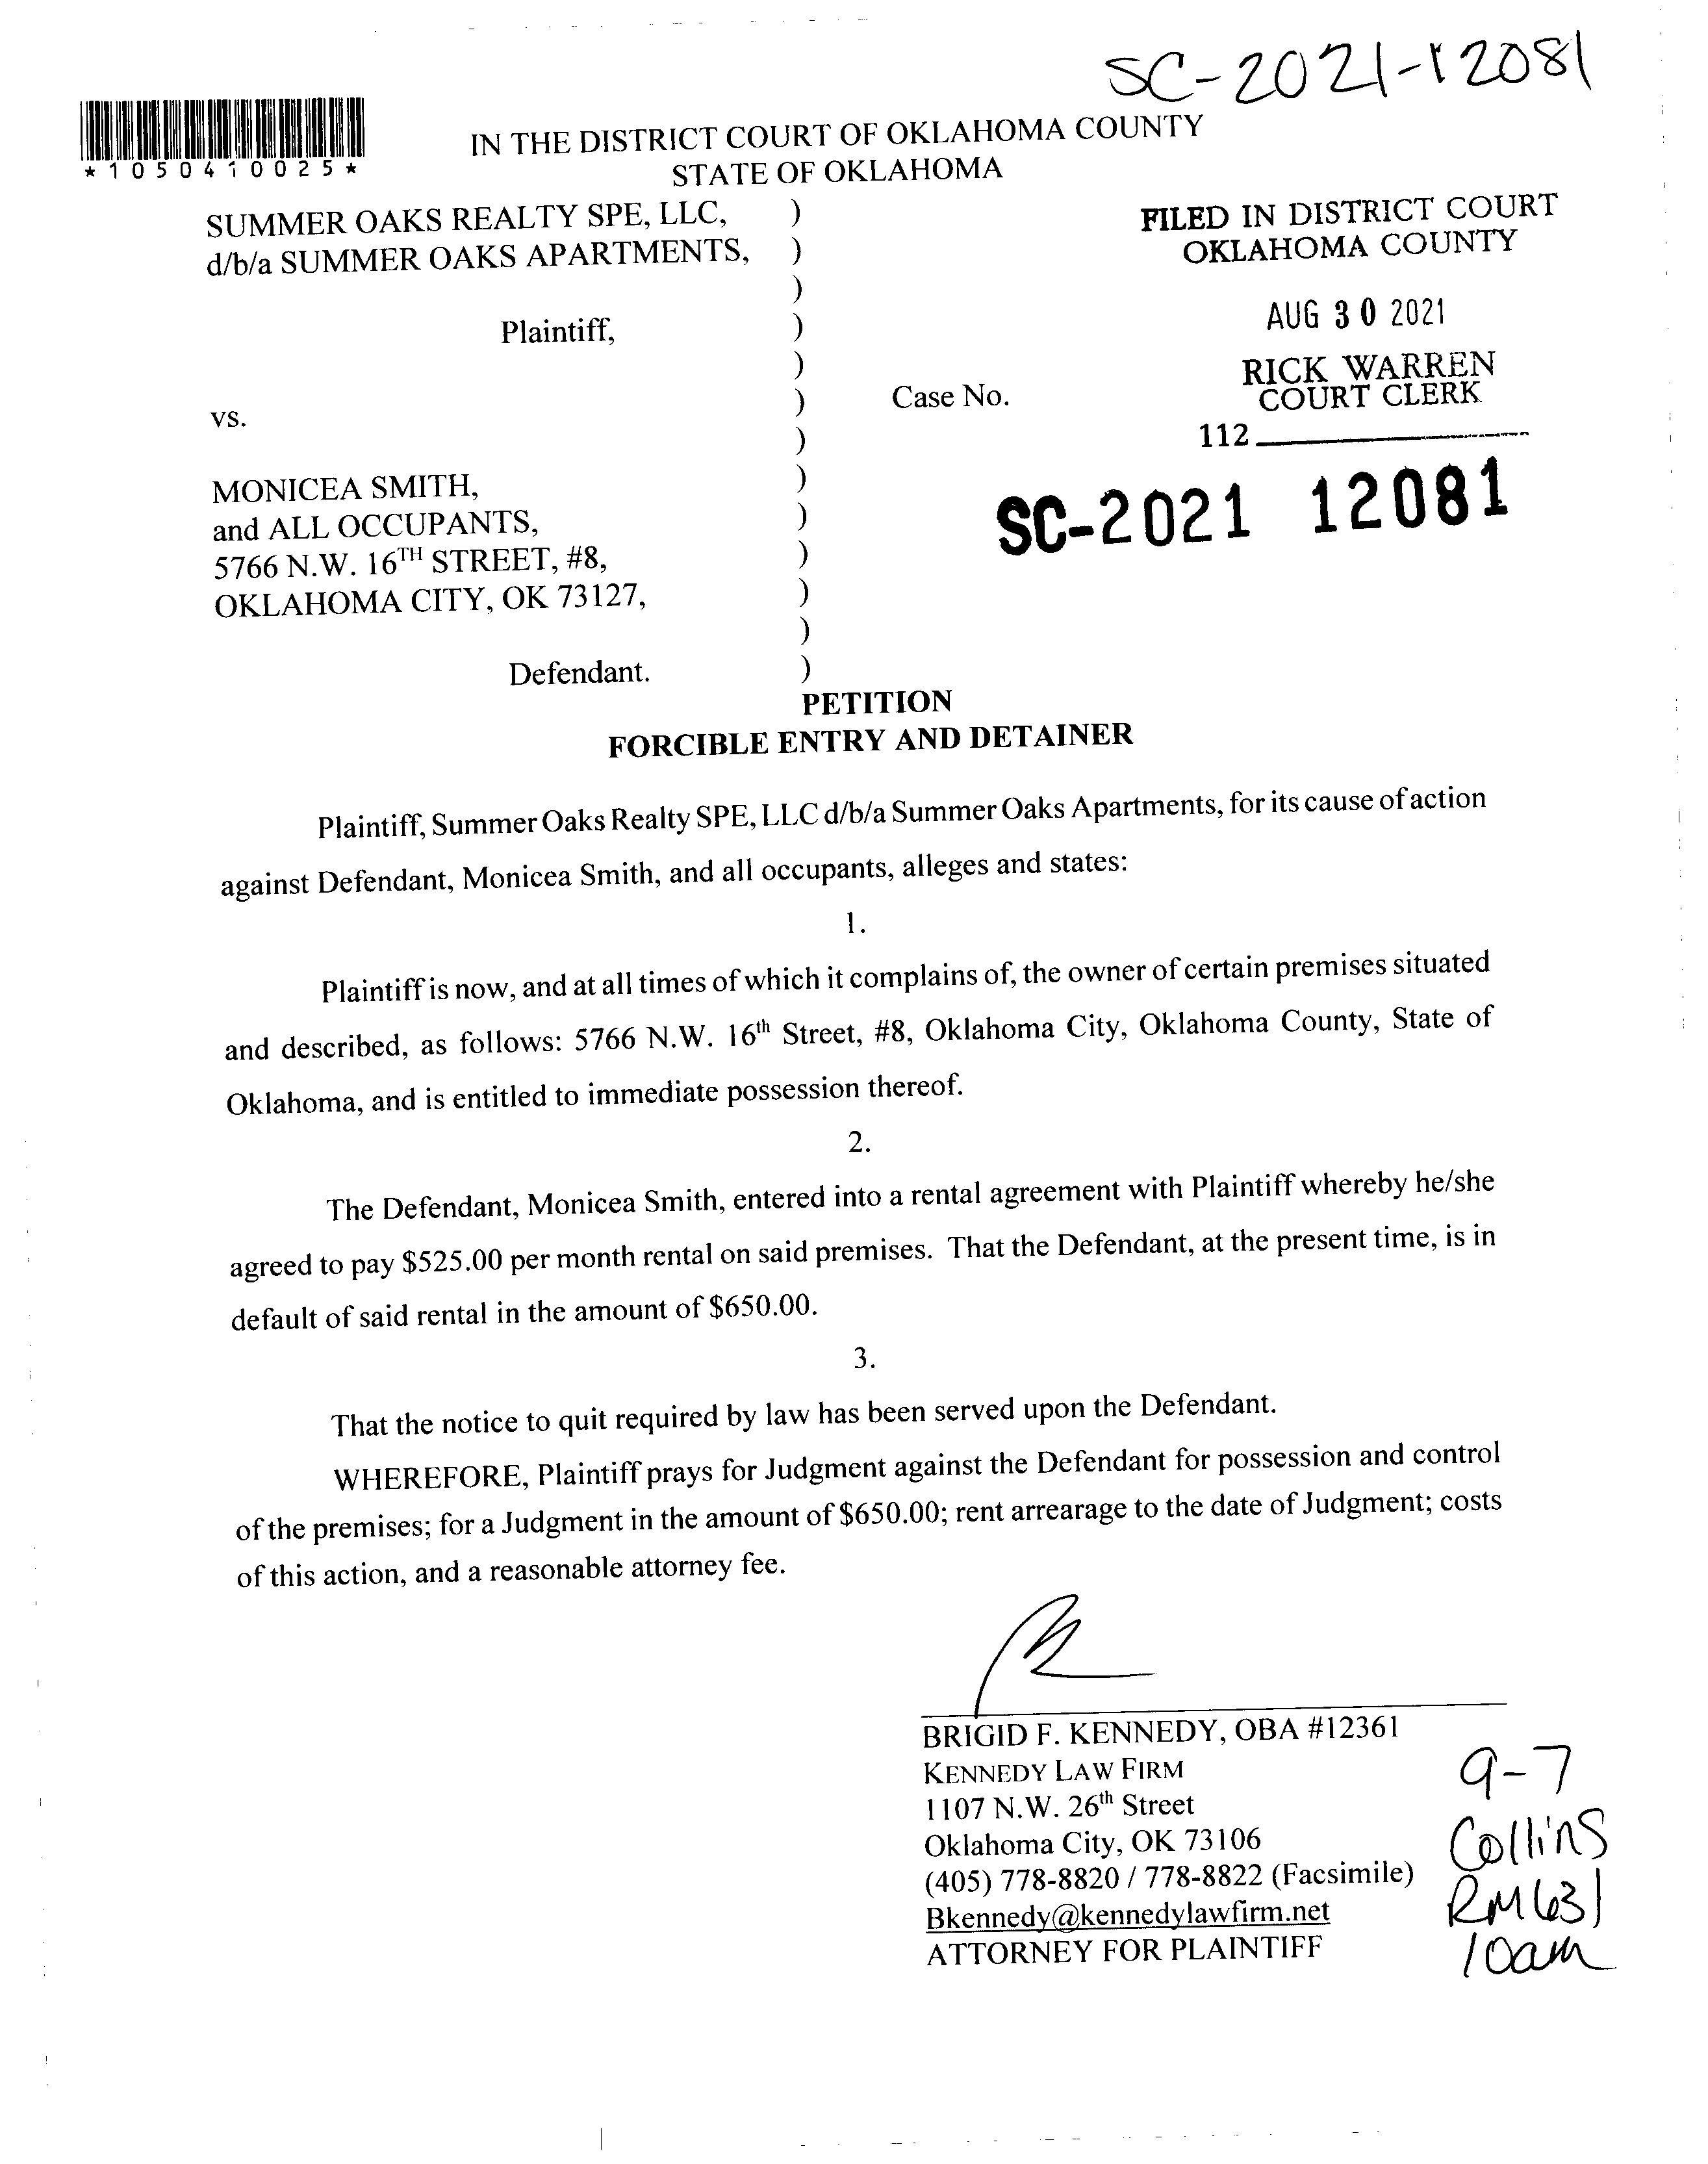 SC-2021-12081
*1050410025*
IN THE DISTRICT COURT OF OKLAHOMA COUNTY
STATE OF OKLAHOMA
SUMMER OAKS REALTY SPE, LLC, )
d/b/a SUMMER OAKS APARTMENTS, )
)
Plaintiff, )
)
vs. ) Case No.
)
MONICEA SMITH, )
and ALL OCCUPANTS, )
5766 N.W. 16TH STREET, #8, )
OKLAHOMA CITY, OK 73127, )
)
Defendant. )
FILED IN DISTRICT COURT
OKLAHOMA COUNTY
AUG 30 2021
RICK WARREN
COURT CLERK
112
SC-2021 12081
PETITION
FORCIBLE ENTRY AND DETAINER
Plaintiff, Summer Oaks Realty SPE, LLC d/b/a Summer Oaks Apartments, for its cause of action
against Defendant, Monicea Smith, and all occupants, alleges and states:
1.
Plaintiff is now, and at all times of which it complains of, the owner of certain premises situated
and described, as follows: 5766 N.W. 16th Street, #8, Oklahoma City, Oklahoma County, State of
Oklahoma, and is entitled to immediate possession thereof.
2.
The Defendant, Monicea Smith, entered into a rental agreement with Plaintiff whereby he/she
agreed to pay $525.00 per month rental on said premises. That the Defendant, at the present time, is in
default of said rental in the amount of $650.00.
3.
That the notice to quit required by law has been served upon the Defendant.
WHEREFORE, Plaintiff prays for Judgment against the Defendant for possession and control
of the premises; for a Judgment in the amount of $650.00; rent arrearage to the date of Judgment; costs
of this action, and a reasonable attorney fee.
BRIGID F. KENNEDY, OBA #12361
KENNEDY LAW FIRM
1107 N.W. 26th Street
Oklahoma City, OK 73106
(405) 778-8820 / 778-8822 (Facsimile)
Bkennedy@kennedylawfirm.net
ATTORNEY FOR PLAINTIFF
9-7
Collins
RM 631
10am